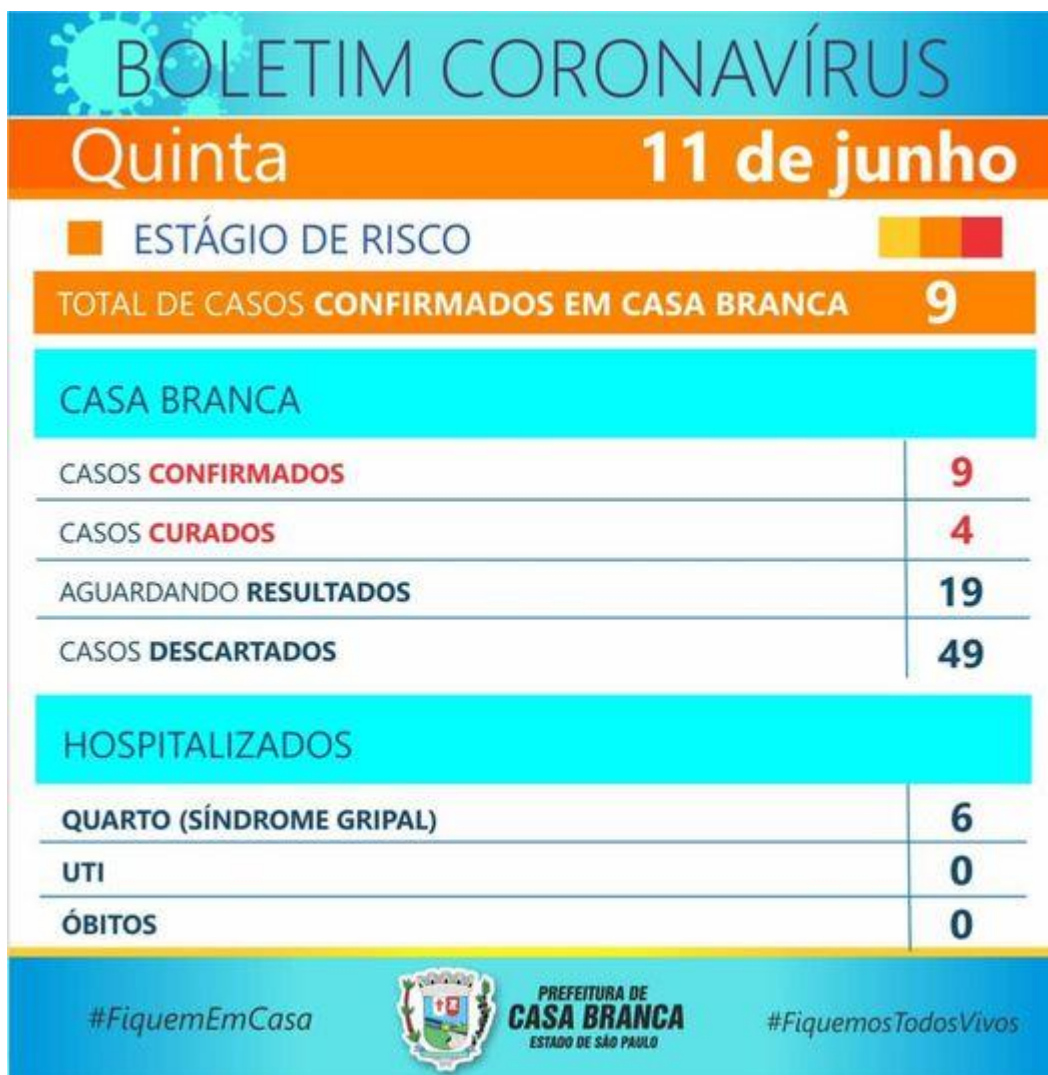 BOLETIM CORONAVÍRUS
Quinta 11 de junho
ESTÁGIO DE RISCO
TOTAL DE CASOS CONFIRMADOS EM CASA BRANCA 9
CASA BRANCA
CASOS CONFIRMADOS 9
CASOS CURADOS 4
AGUARDANDO RESULTADOS 19
CASOS DESCARTADOS 49
HOSPITALIZADOS
QUARTO (SÍNDROME GRIPAL) 6
UTI 0
ÓBITOS 0
#FiquemEmCasa
PREFEITURA DE
CASA BRANCA
ESTADO DE SÃO PAULO
#FiquemosTodosVivos